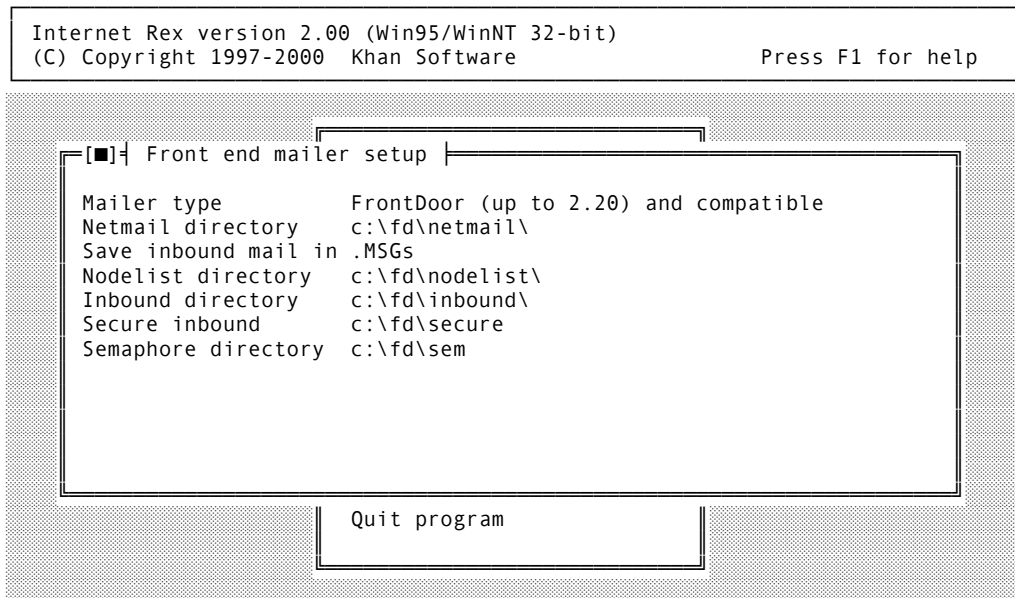 Internet Rex version 2.00 (Win95/WinNT 32-bit)
(C) Copyright 1997-2000 Khan Software Press F1 for help
[■] Front end mailer setup
Mailer type FrontDoor (up to 2.20) and compatible
Netmail directory c:\fd\netmail\
Save inbound mail in .MSGs
Nodelist directory c:\fd\nodelist\
Inbound directory c:\fd\inbound\
Secure inbound c:\fd\secure
Semaphore directory c:\fd\sem
Quit program